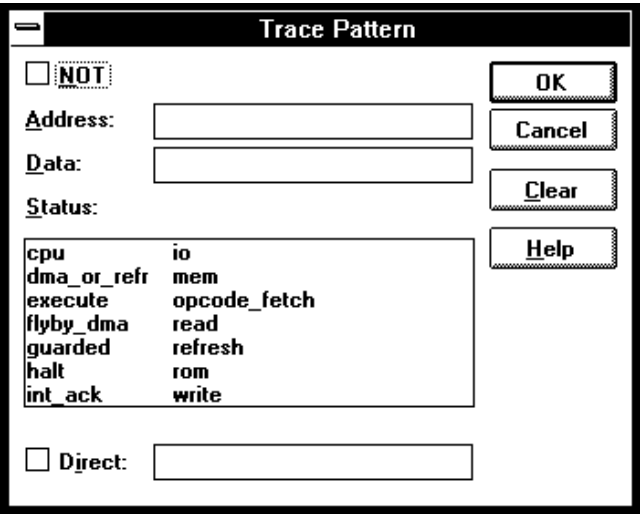 Trace Pattern
NOT
OK
Address:
Cancel
Data:
Clear
Status:
Help
cpu io
dma_or_refr mem
execute opcode_fetch
flyby_dma read
guarded refresh
halt rom
int_ack write
Direct: